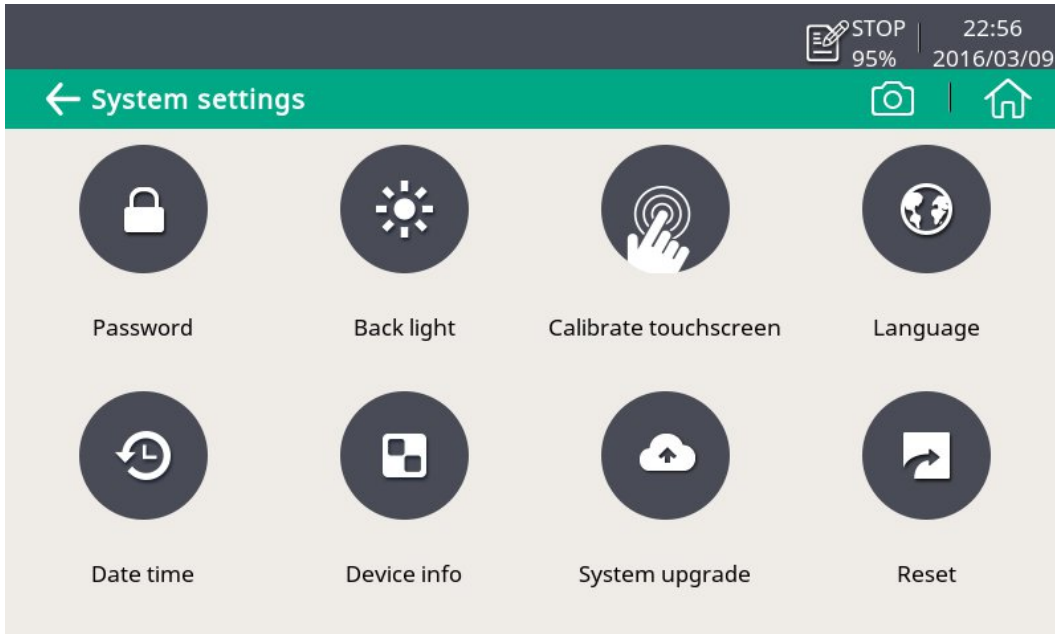 STOP 22:56
95% 2016/03/09
System settings
Password Back light Calibrate touchscreen Language
Date time Device info System upgrade Reset